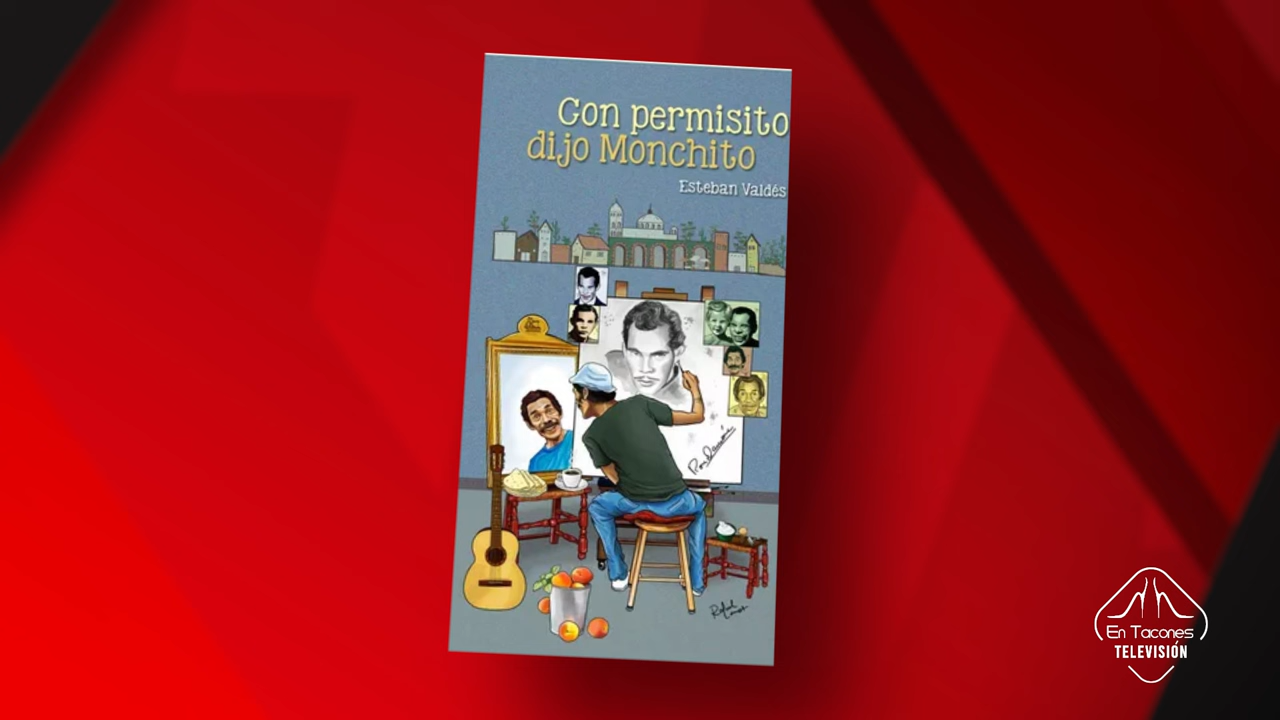 Con permisito
dijo Monchito
Esteban Valdés
En Tacones
TELEVISIÓN